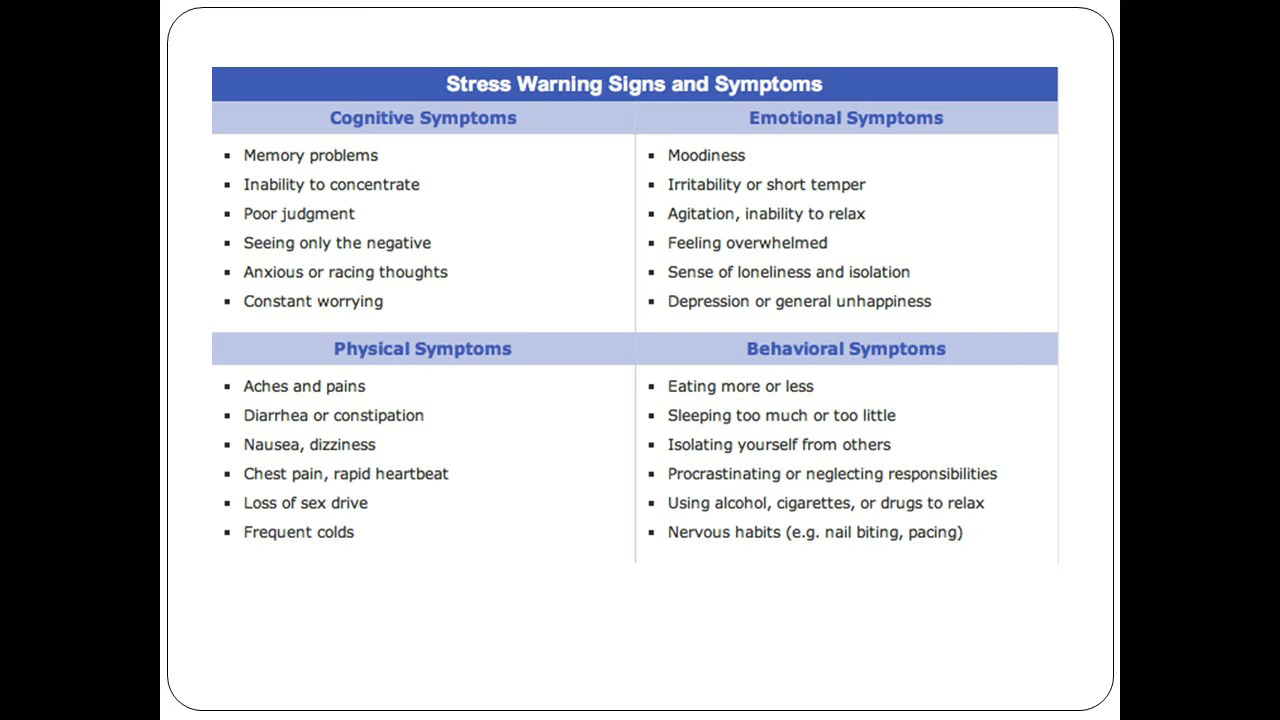 Stress Warning Signs and Symptoms
Cognitive Symptoms
Memory problems
Inability to concentrate
Poor judgment
Seeing only the negative
Anxious or racing thoughts
Constant worrying
Emotional Symptoms
Moodiness
Irritability or short temper
Agitation, inability to relax
Feeling overwhelmed
Sense of loneliness and isolation
Depression or general unhappiness
Physical Symptoms
Aches and pains
Diarrhea or constipation
Nausea, dizziness
Chest pain, rapid heartbeat
Loss of sex drive
Frequent colds
Behavioral Symptoms
Eating more or less
Sleeping too much or too little
Isolating yourself from others
Procrastinating or neglecting responsibilities
Using alcohol, cigarettes, or drugs to relax
Nervous habits (e.g. nail biting, pacing)